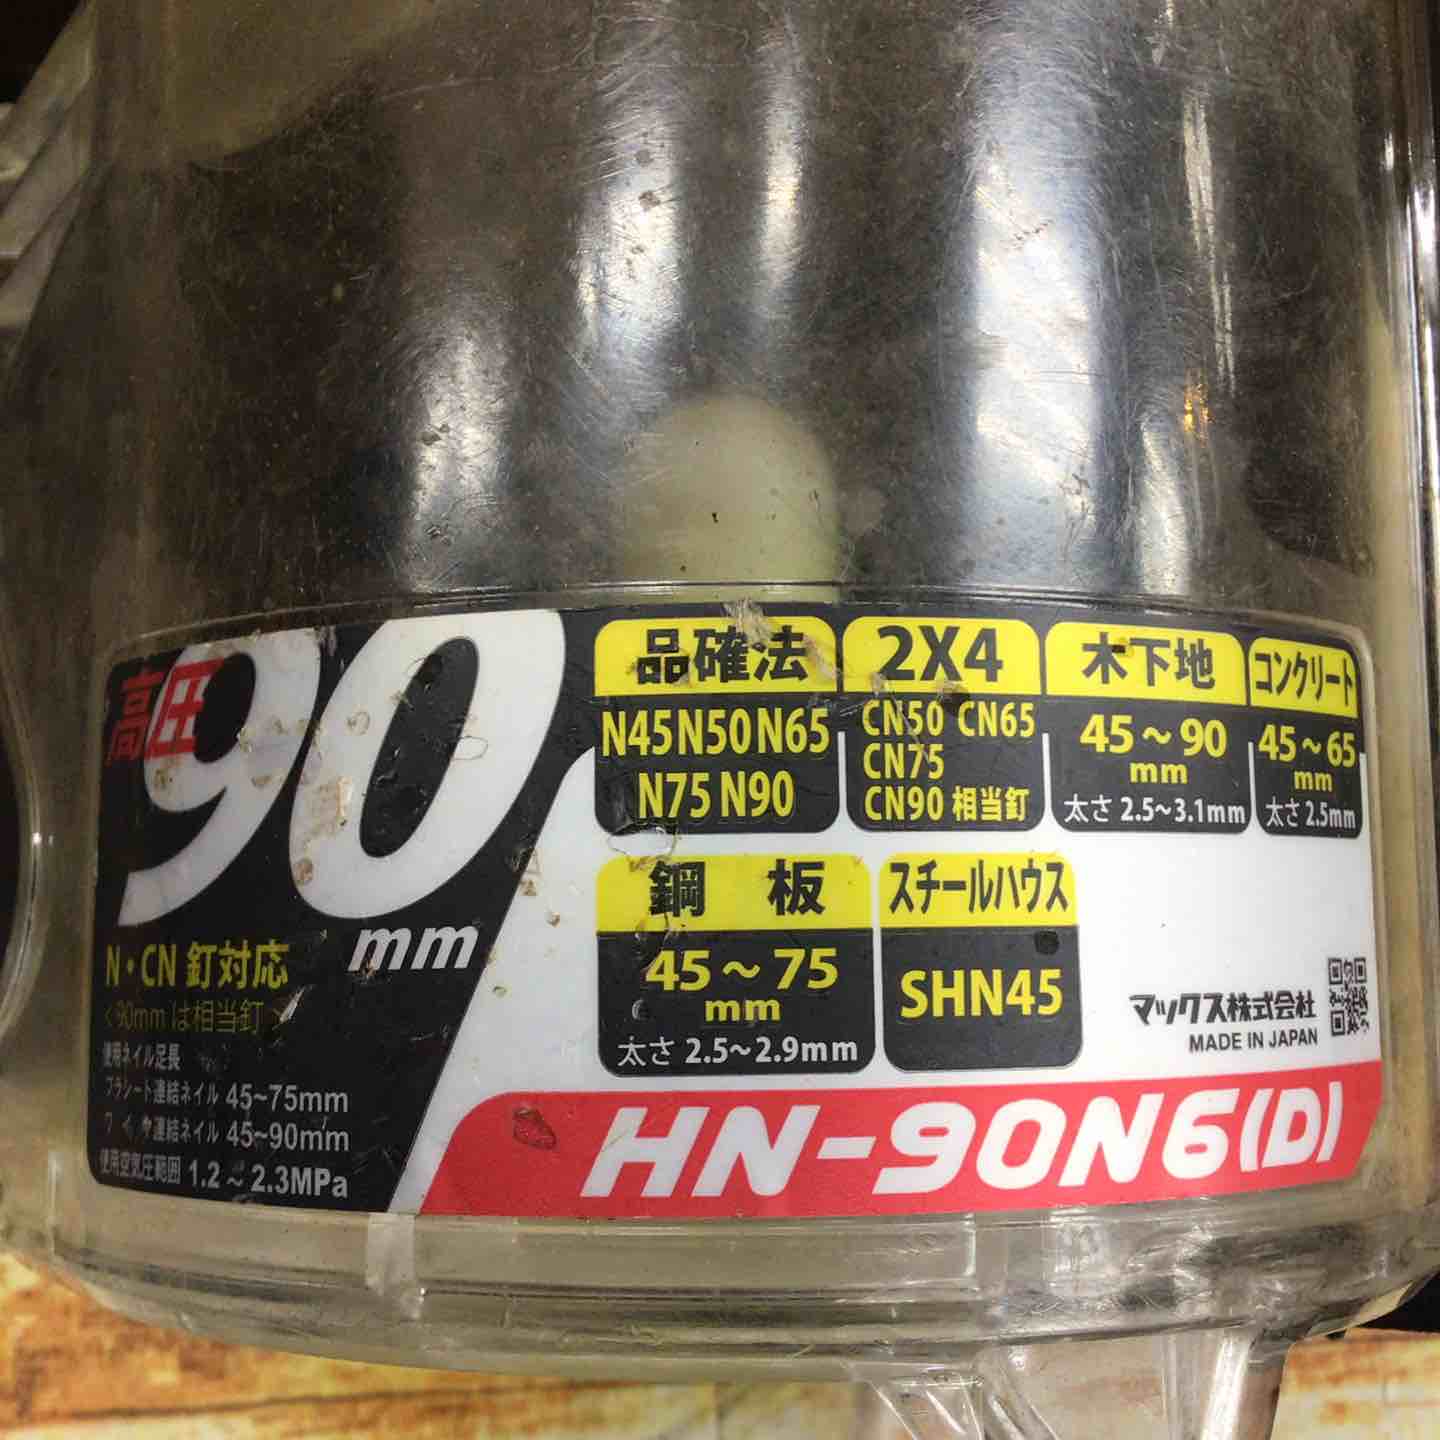 高圧
90mm
N・CN 釘対応
<90mm は相当釘>
使用ネイル足長
プラシート連結ネイル 45~75mm
ワイヤ連結ネイル 45~90mm
使用空気圧範囲 1.2 ~ 2.3MPa
品確法
N45 N50 N65
N75 N90
2X4
CN50 CN65
CN75
CN90 相当釘
木下地
45~90
mm
太さ 2.5~3.1mm
コンクリート
45~65
mm
太さ 2.5mm
鋼板
45~75
mm
太さ 2.5~2.9mm
スチールハウス
SHN45
マックス株式会社
MADE IN JAPAN
HN-90N6(D)